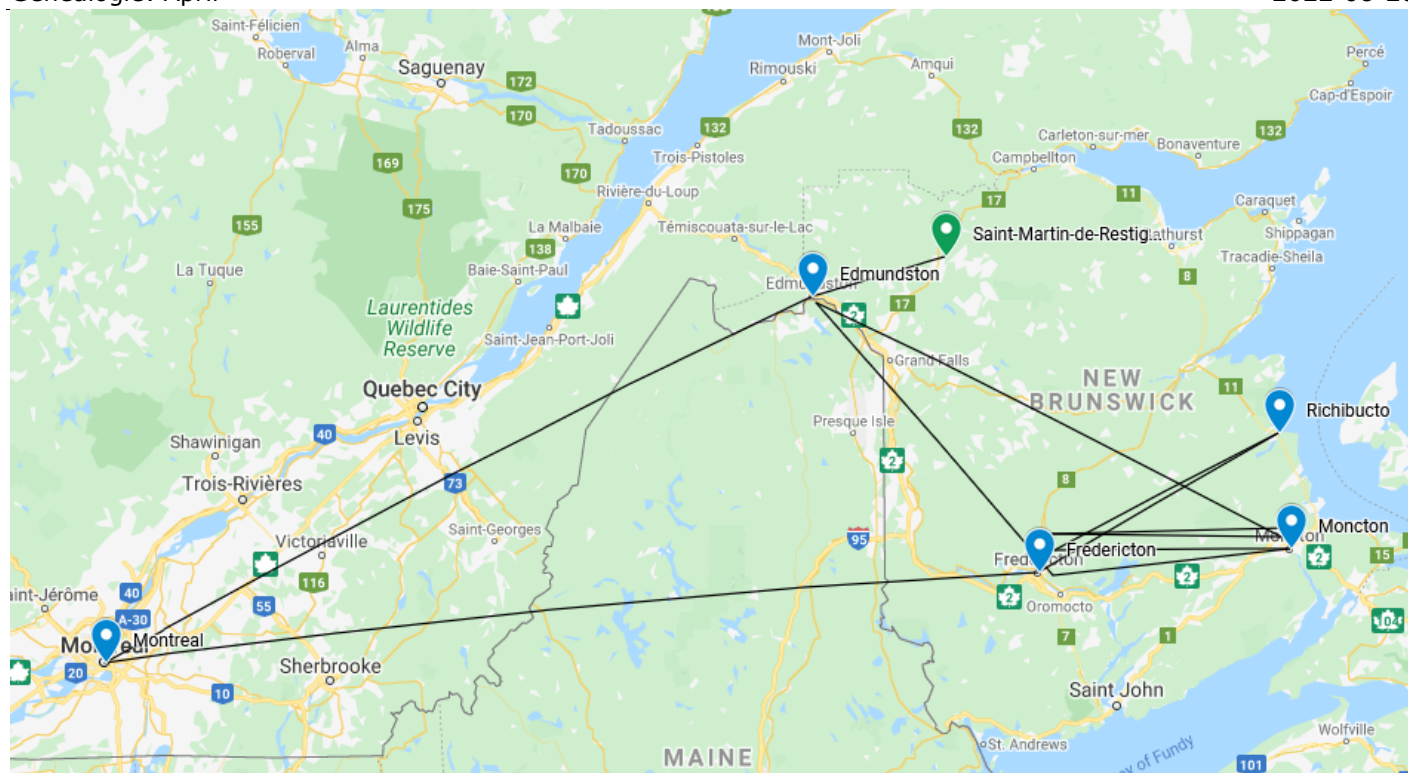 Saint-Félicien
Roberval
Alma
Saguenay
172
170
Mont-Joli
Rimouski
Amqui
Percé
Cap-d'Espoir
169
Tadoussac
132
Trois-Pistoles
132
Carleton-sur-mer
Bonaventure
132
Campbellton
170
175
Rivière-du-Loup
17
11
Caraquet
155
La Malbaie
138
Témiscouata-sur-le-Lac
Saint-Martin-de-Restig...
Shippagan
Tracadie-Sheila
La Tuque
Baie-Saint-Paul
Edmundston
8
Laurentides
Wildlife
Reserve
Saint-Jean-Port-Joli
2
17
Grand Falls
Quebec City
Levis
NEW
BRUNSWICK
11
Richibucto
Presque Isle
Shawinigan
40
2
Trois-Rivières
73
8
Saint-Georges
95
Moncton
Victoriaville
Fredericton
2
15
116
2
2
Oromocto
aint-Jérôme
40
55
A-30
104
Montreal
7
1
20
Sherbrooke
10
Saint John
St. Andrews
Wolfville
MAINE
101